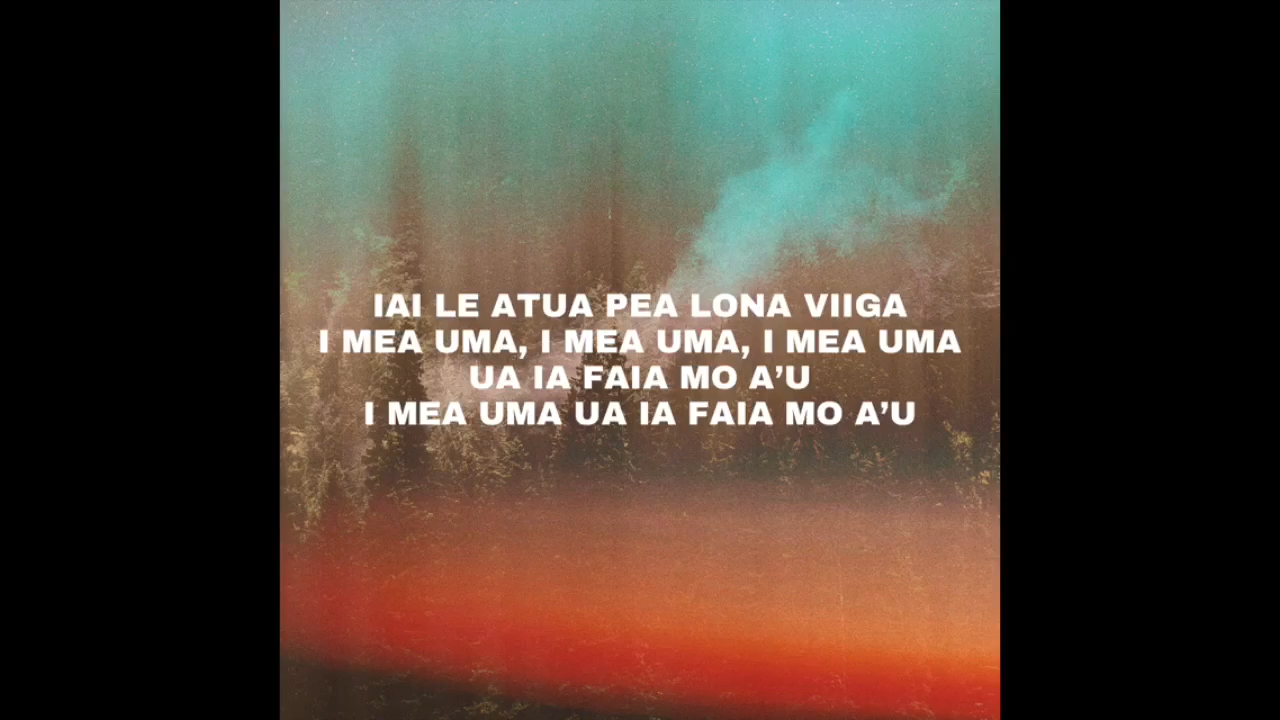 IAI LE ATUA PEA LONA VIIGA
I MEA UMA, I MEA UMA, I MEA UMA
UA IA FAIA MO A’U
I MEA UMA UA IA FAIA MO A’U